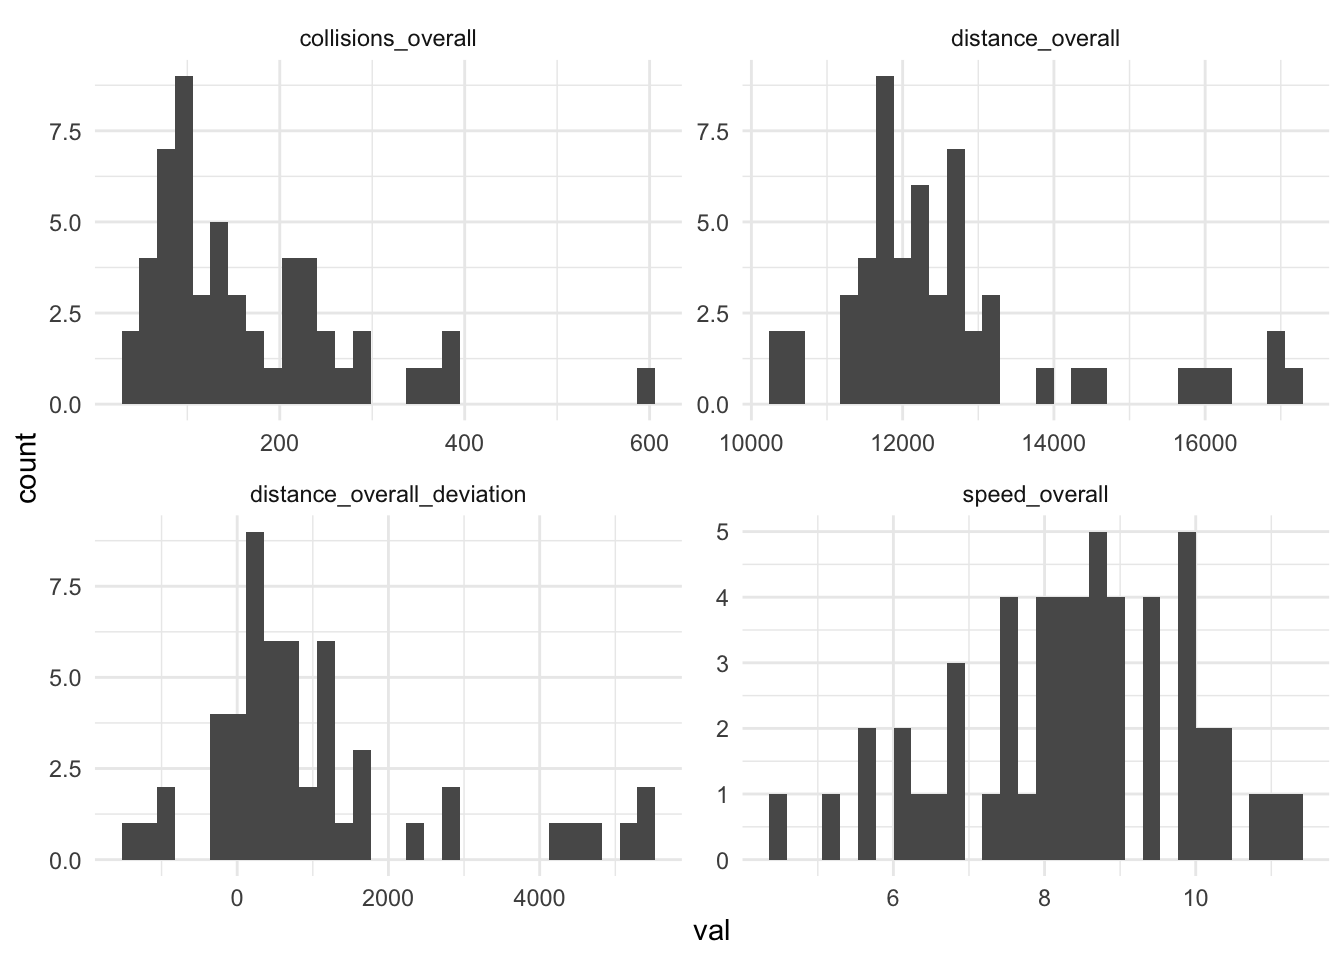 collisions_overall
distance_overall
7.5
5.0
2.5
0.0
200 400 600
7.5
5.0
2.5
0.0
10000 12000 14000 16000
distance_overall_deviation
speed_overall
7.5
5.0
2.5
0.0
0 2000 4000
5
4
3
2
1
0
6 8 10
count
val